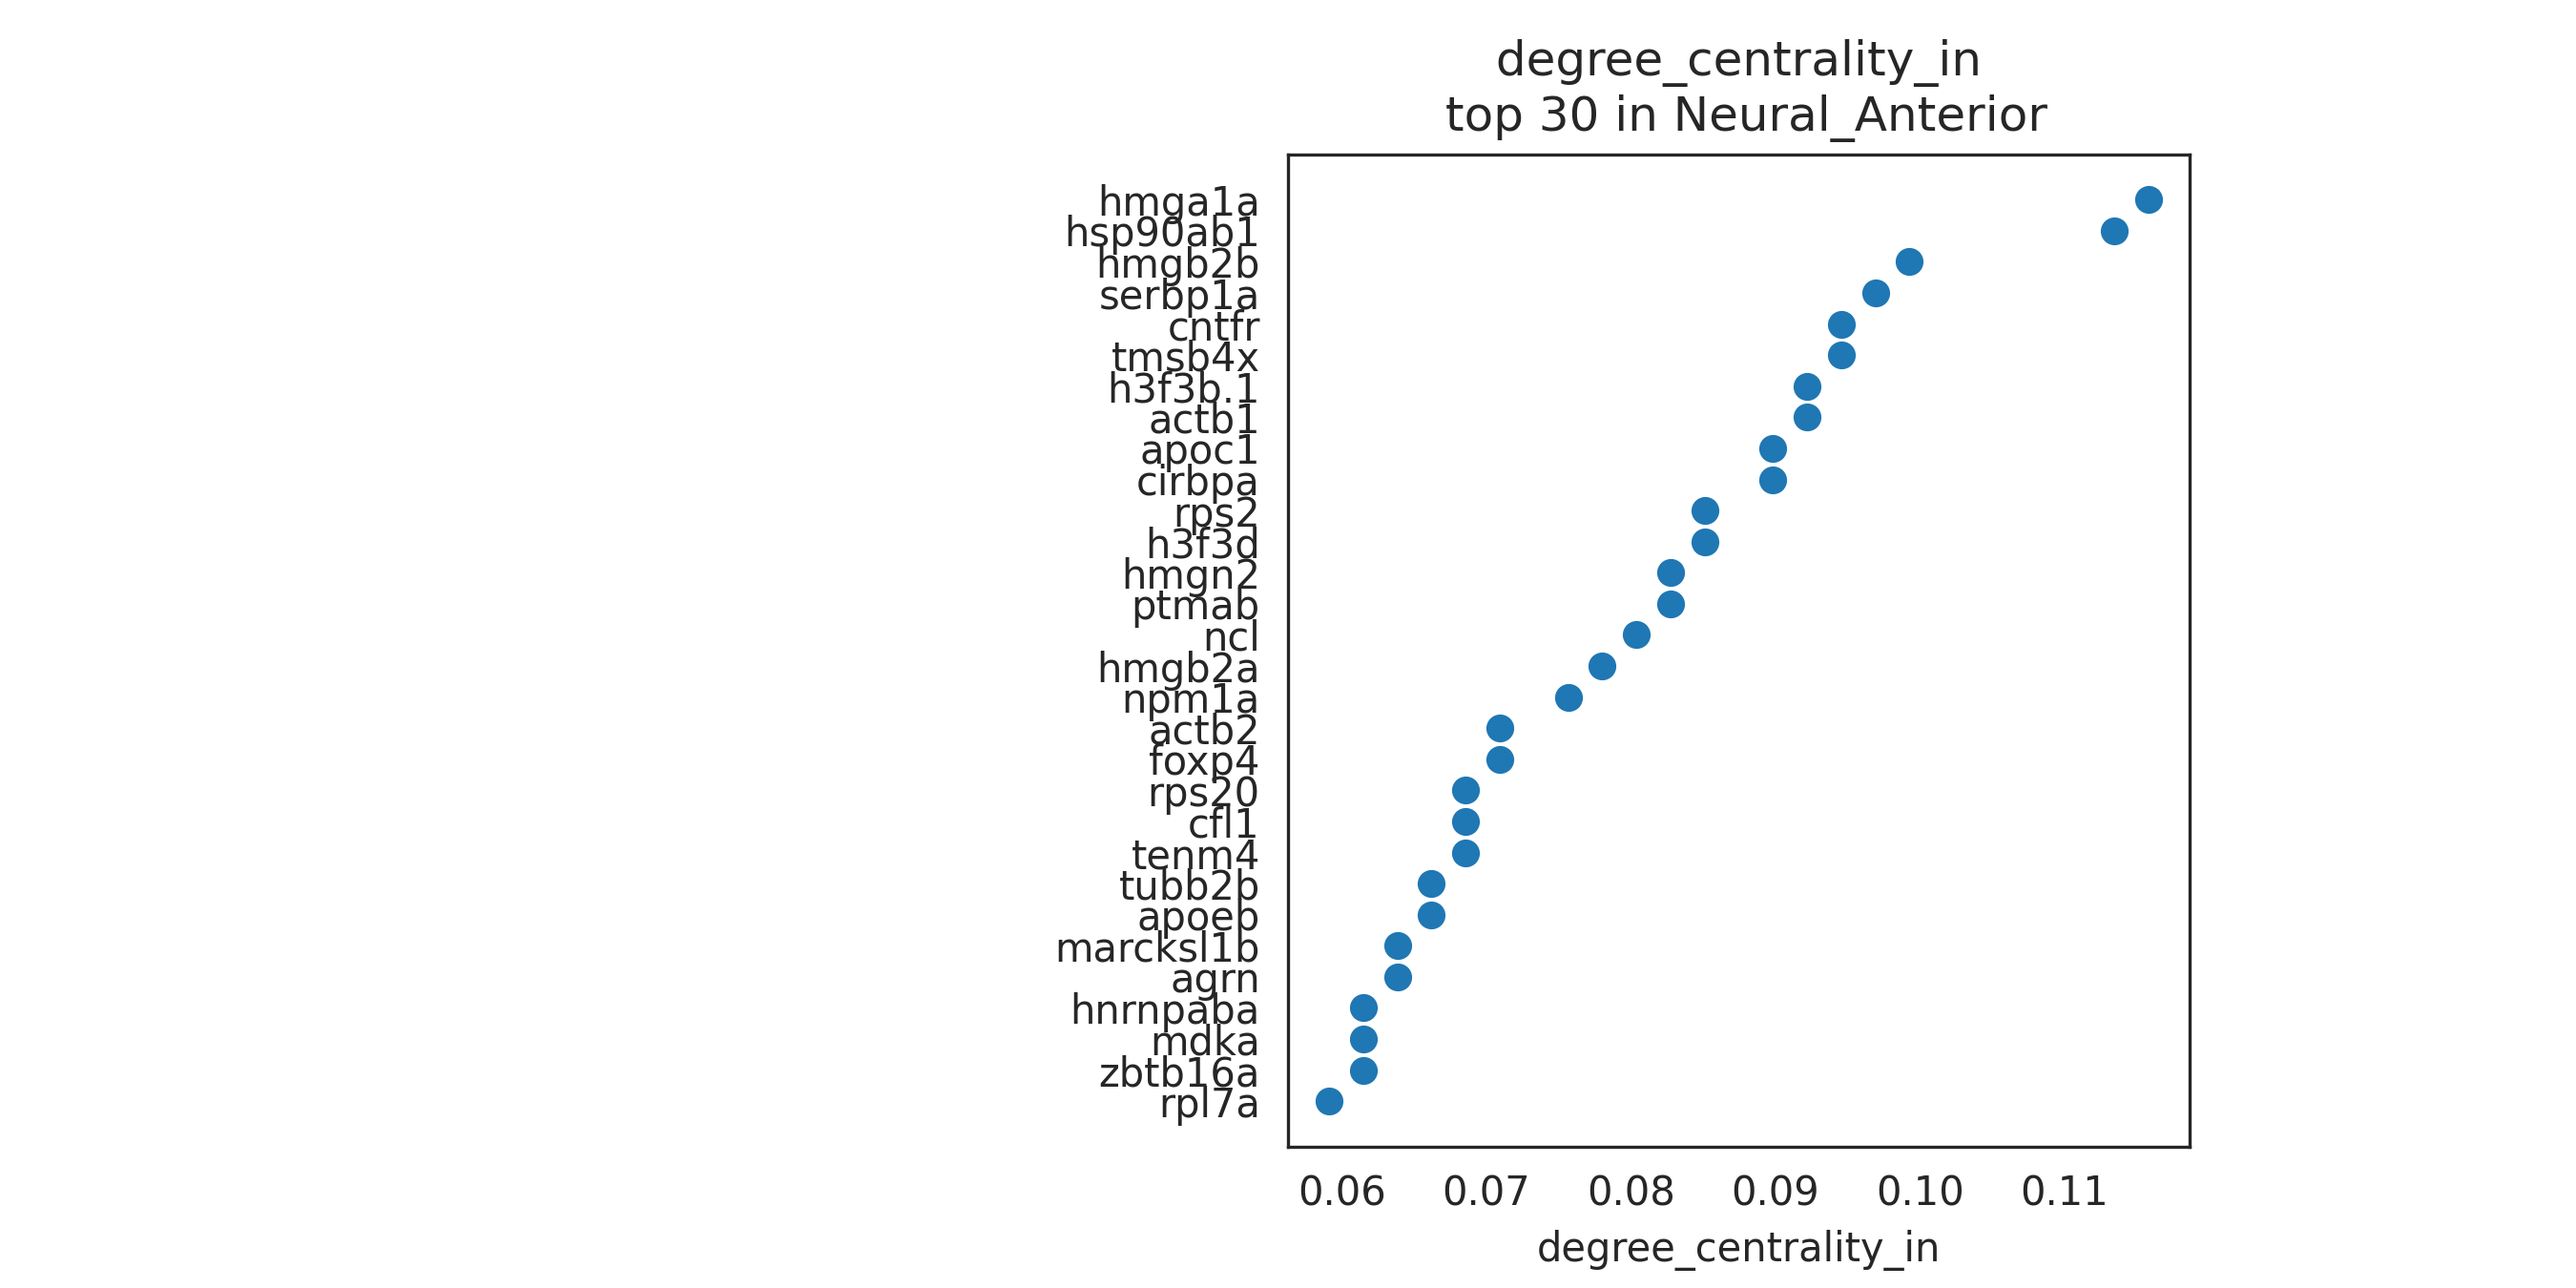 degree_centrality_in
top 30 in Neural_Anterior
hmga1a
hsp90ab1
hmgb2b
serbp1a
cntfr
tmsb4x
h3f3b.1
actb1
apoc1
cirbpa
rps2
h3f3d
hmgn2
ptmab
ncl
hmgb2a
npm1a
actb2
foxp4
rps20
cfl1
tenm4
tubb2b
apoeb
marcksl1b
agrn
hnrnpaba
mdka
zbtb16a
rpl7a
0.06 0.07 0.08 0.09 0.10 0.11
degree_centrality_in